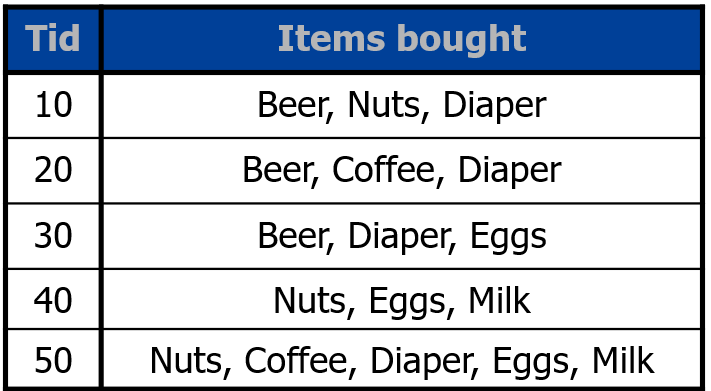 Tid Items bought
10 Beer, Nuts, Diaper
20 Beer, Coffee, Diaper
30 Beer, Diaper, Eggs
40 Nuts, Eggs, Milk
50 Nuts, Coffee, Diaper, Eggs, Milk